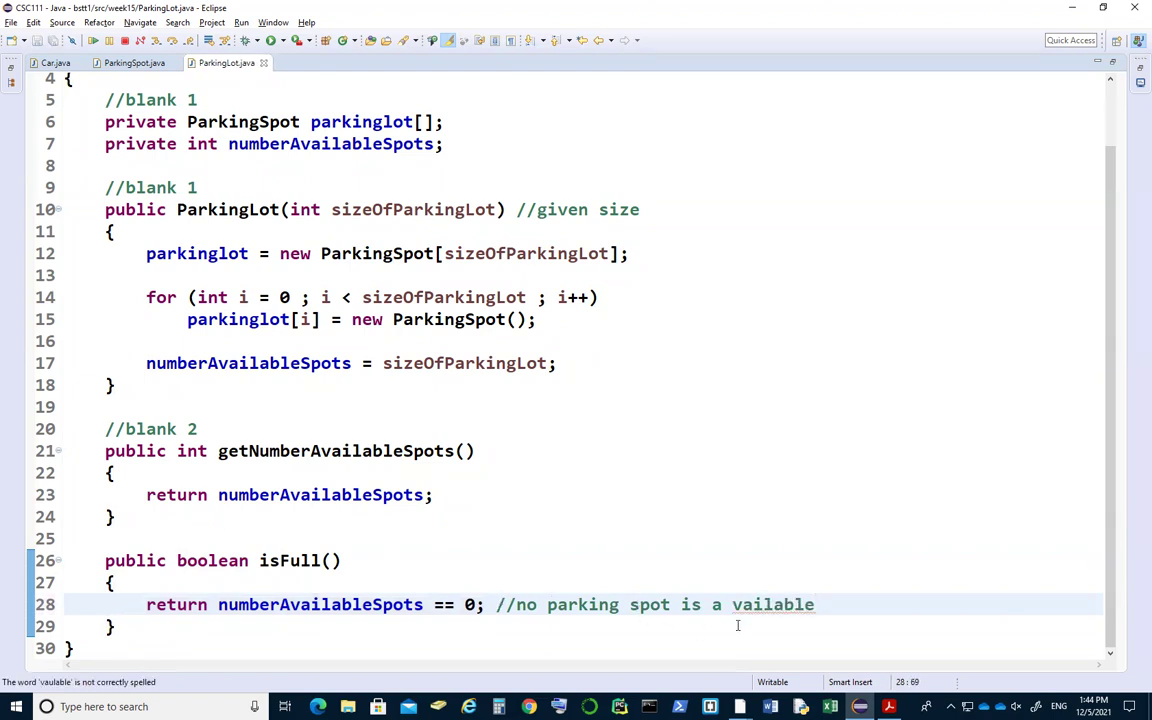 CSC111 - Java - bstt1/src/week15/ParkingLot.java - Eclipse
File Edit Source Refactor Navigate Search Project Run Window Help
Quick Access
Car.java ParkingSpot.java ParkingLot.java
4 {
5 //blank 1
6 private ParkingSpot parkinglot[];
7 private int numberAvailableSpots;
8
9 //blank 1
10 public ParkingLot(int sizeOfParkingLot) //given size
11 {
12 parkinglot = new ParkingSpot[sizeOfParkingLot];
13
14 for (int i = 0 ; i < sizeOfParkingLot ; i++)
15 parkinglot[i] = new ParkingSpot();
16
17 numberAvailableSpots = sizeOfParkingLot;
18 }
19
20 //blank 2
21 public int getNumberAvailableSpots()
22 {
23 return numberAvailableSpots;
24 }
25
26 public boolean isFull()
27 {
28 return numberAvailableSpots == 0; //no parking spot is a vailable
29 }
30 }
The word 'vaulable' is not correctly spelled Writable Smart Insert 28 : 69
Type here to search ENG 1:44 PM
12/5/2021